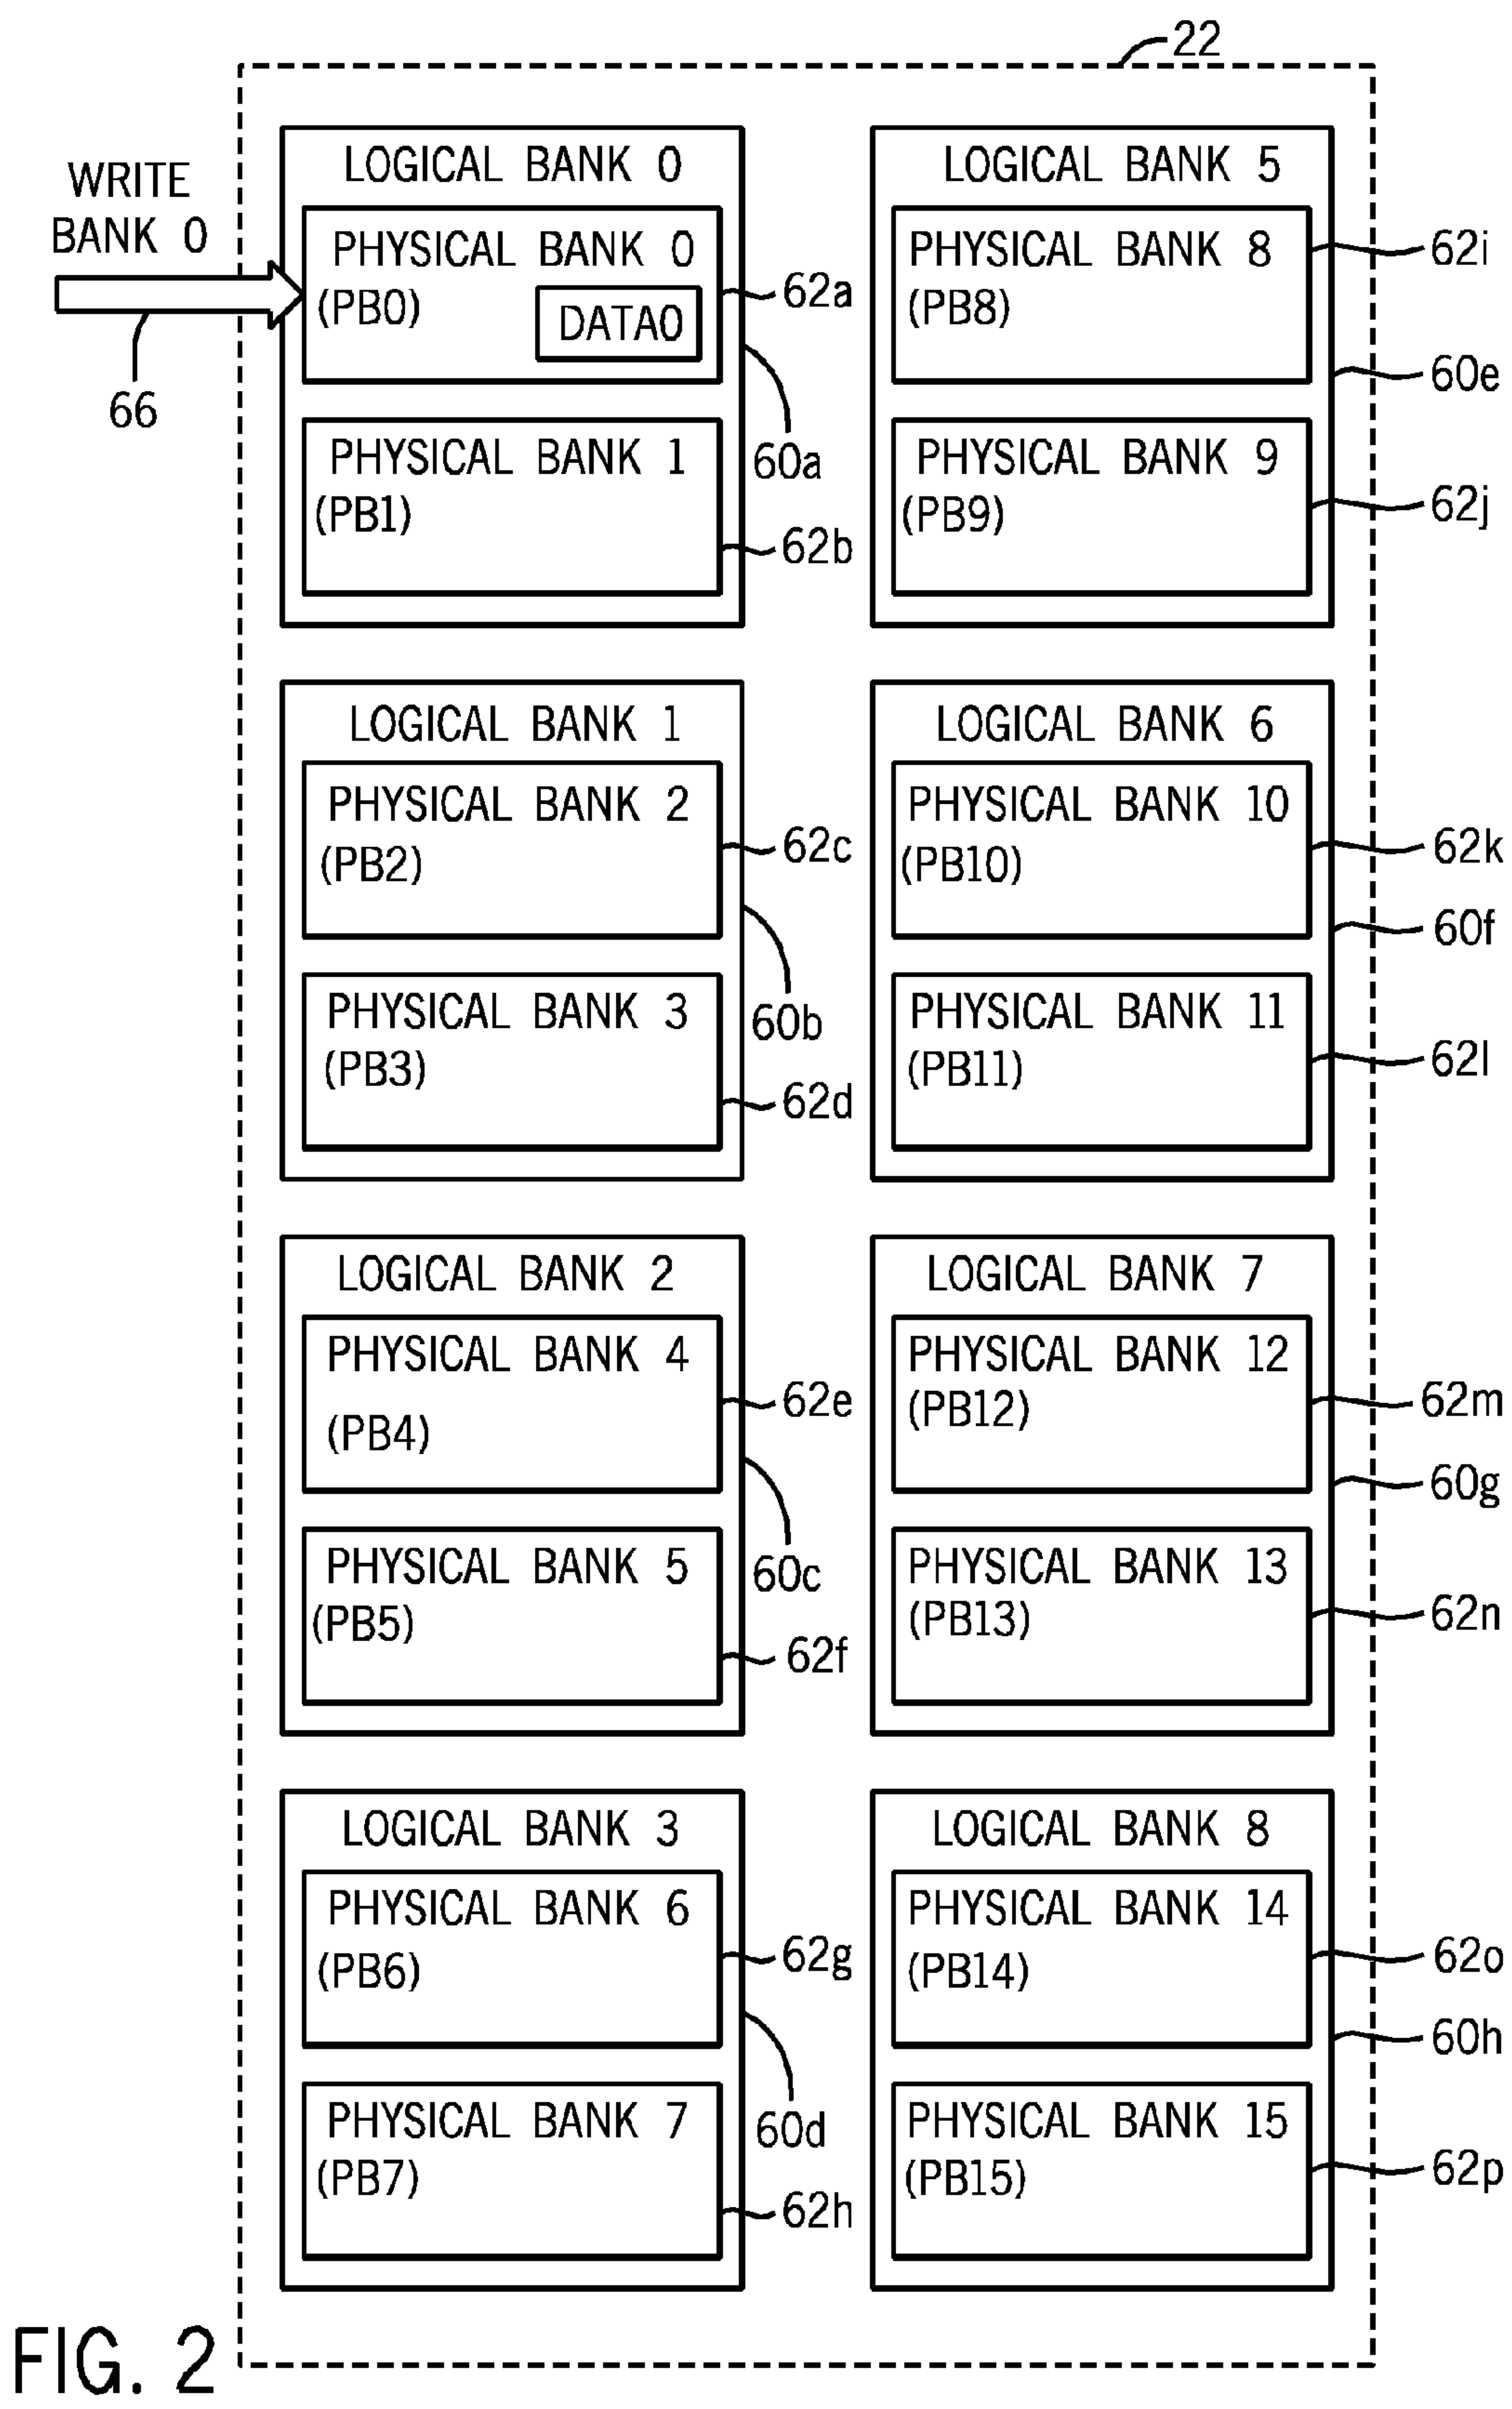 22
WRITE
BANK 0
66
LOGICAL BANK 0
PHYSICAL BANK 0
(PB0)
DATA0
62a
60a
PHYSICAL BANK 1
(PB1)
62b
LOGICAL BANK 5
PHYSICAL BANK 8
(PB8)
62i
60e
PHYSICAL BANK 9
(PB9)
62j
LOGICAL BANK 1
PHYSICAL BANK 2
(PB2)
62c
60b
PHYSICAL BANK 3
(PB3)
62d
LOGICAL BANK 6
PHYSICAL BANK 10
(PB10)
62k
60f
PHYSICAL BANK 11
(PB11)
62l
LOGICAL BANK 2
PHYSICAL BANK 4
(PB4)
62e
60c
PHYSICAL BANK 5
(PB5)
62f
LOGICAL BANK 7
PHYSICAL BANK 12
(PB12)
62m
60g
PHYSICAL BANK 13
(PB13)
62n
LOGICAL BANK 3
PHYSICAL BANK 6
(PB6)
62g
60d
PHYSICAL BANK 7
(PB7)
62h
LOGICAL BANK 8
PHYSICAL BANK 14
(PB14)
62o
60h
PHYSICAL BANK 15
(PB15)
62p
FIG. 2